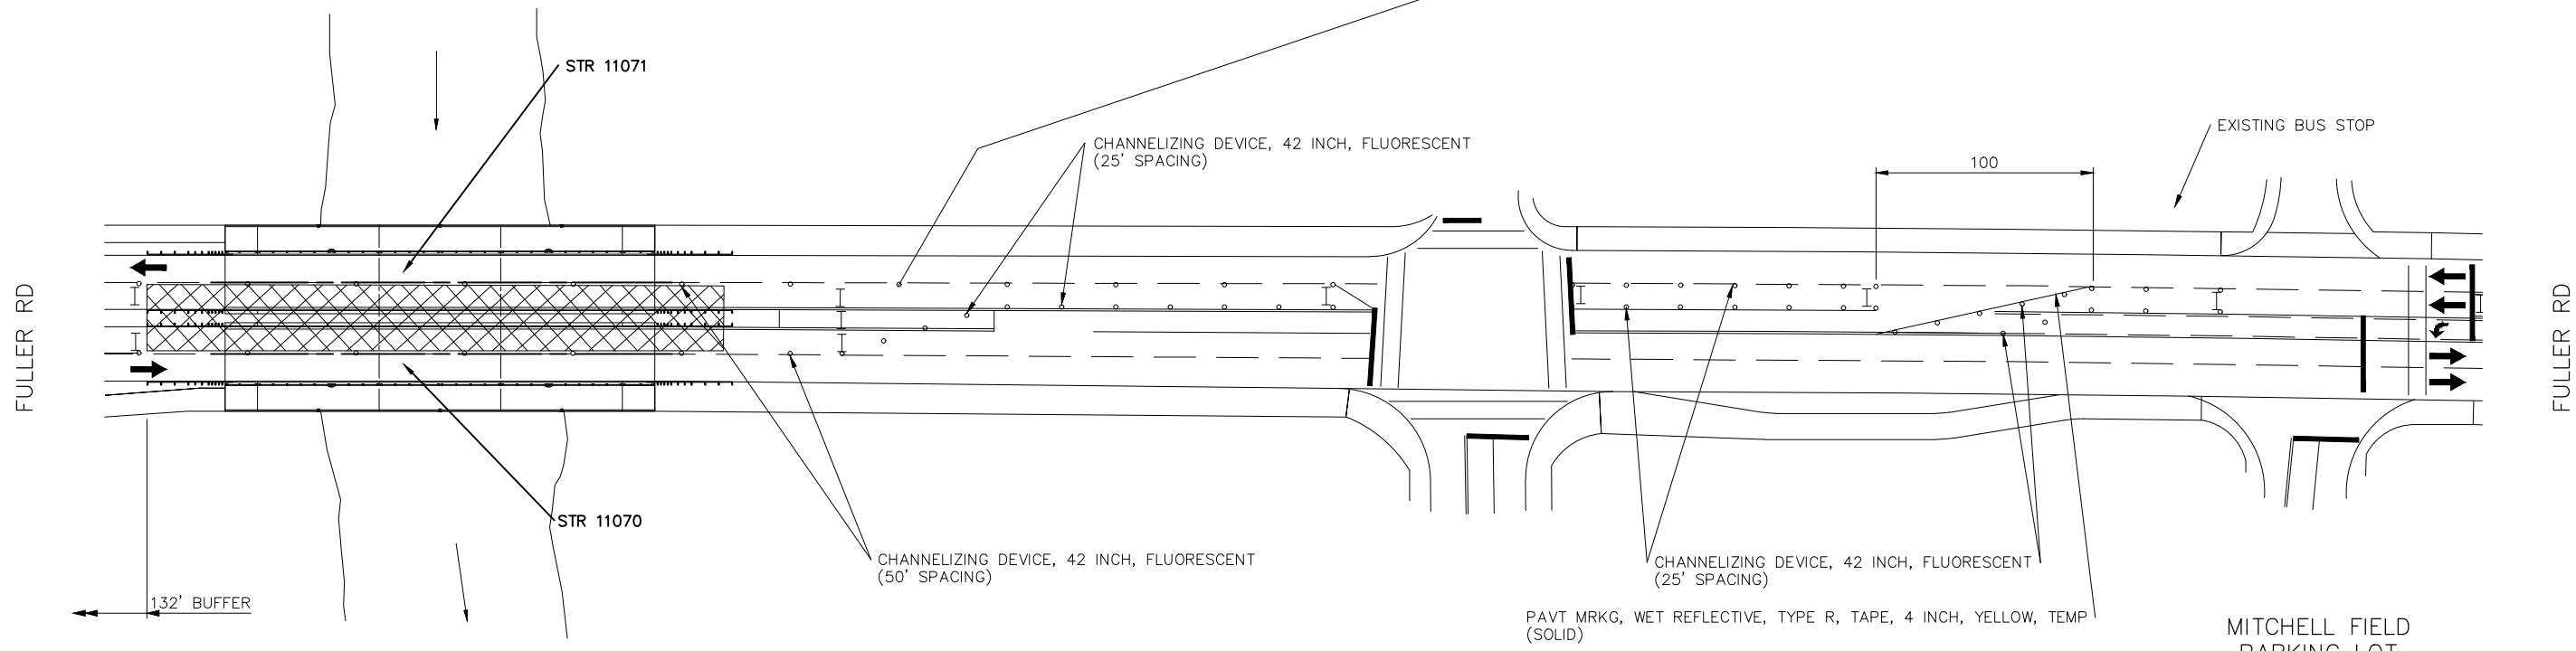 STR 11071
CHANNELIZING DEVICE, 42 INCH, FLUORESCENT
(25' SPACING)
EXISTING BUS STOP
100
FULLER RD
FULLER RD
STR 11070
CHANNELIZING DEVICE, 42 INCH, FLUORESCENT
(50' SPACING)
CHANNELIZING DEVICE, 42 INCH, FLUORESCENT
(25' SPACING)
132' BUFFER
PAVT MRKG, WET REFLECTIVE, TYPE R, TAPE, 4 INCH, YELLOW, TEMP
(SOLID)
MITCHELL FIELD
PARKING LOT